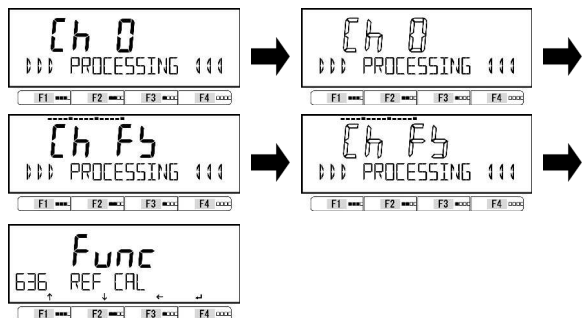 Ch 0
PROCESSING
F1 F2 F3 F4
Ch 0
PROCESSING
F1 F2 F3 F4
Ch FS
PROCESSING
F1 F2 F3 F4
Ch FS
PROCESSING
F1 F2 F3 F4
Func
636 REF CAL
↑ ↓ ← ↵
F1 F2 F3 F4